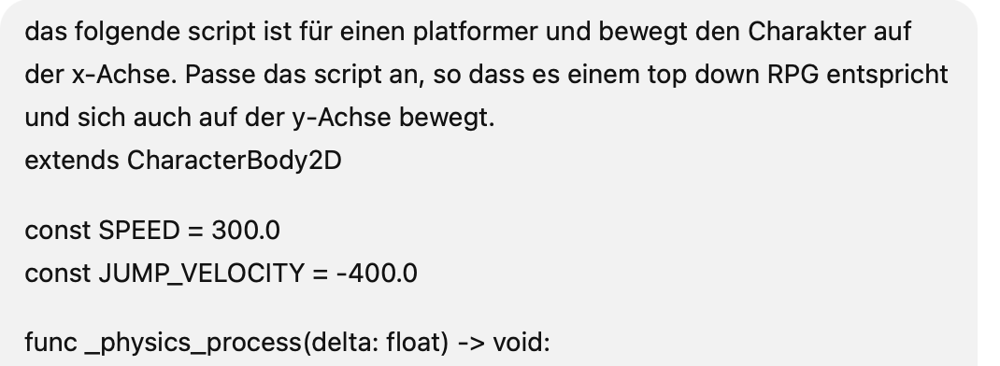 das folgende script ist für einen platformer und bewegt den Charakter auf
der x-Achse. Passe das script an, so dass es einem top down RPG entspricht
und sich auch auf der y-Achse bewegt.
extends CharacterBody2D
const SPEED = 300.0
const JUMP_VELOCITY = -400.0
func _physics_process(delta: float) -> void: